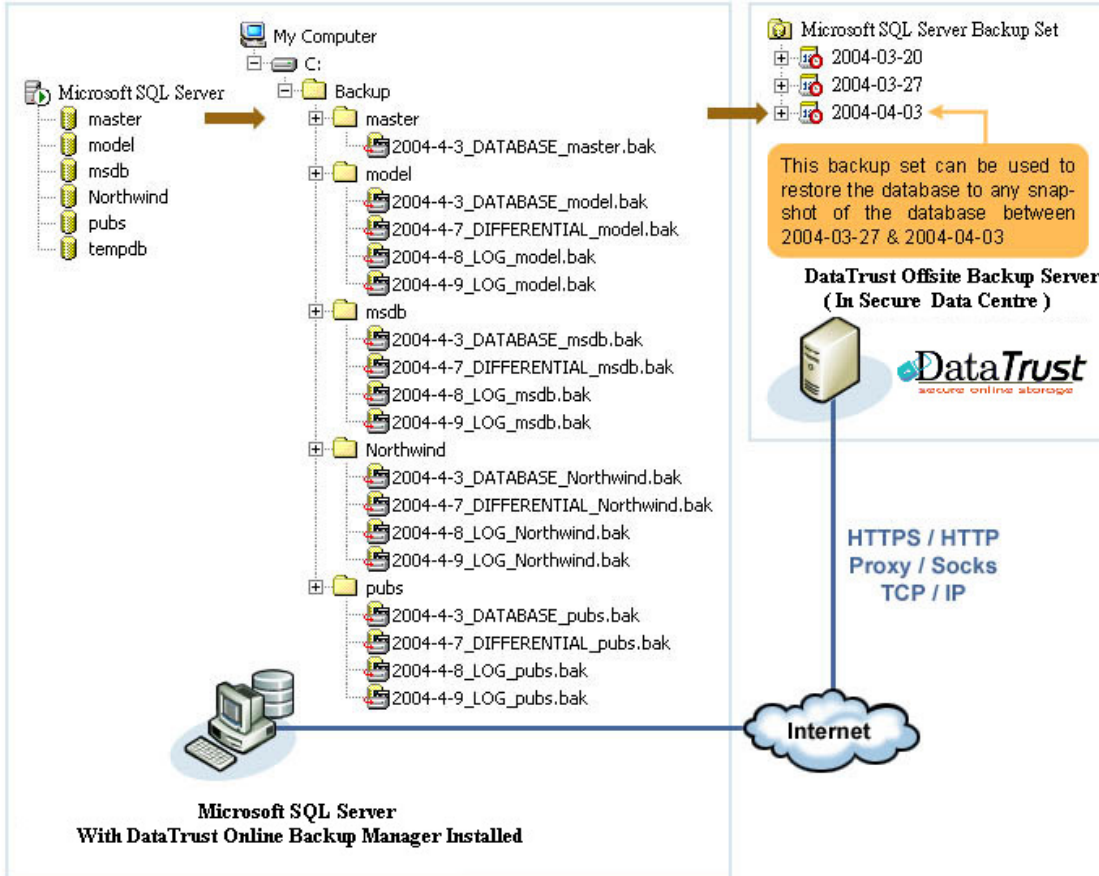 Microsoft SQL Server
master
model
msdb
Northwind
pubs
tempdb
My Computer
C:
Backup
master
2004-4-3_DATABASE_master.bak
model
2004-4-3_DATABASE_model.bak
2004-4-7_DIFFERENTIAL_model.bak
2004-4-8_LOG_model.bak
2004-4-9_LOG_model.bak
msdb
2004-4-3_DATABASE_msdb.bak
2004-4-7_DIFFERENTIAL_msdb.bak
2004-4-8_LOG_msdb.bak
2004-4-9_LOG_msdb.bak
Northwind
2004-4-3_DATABASE_Northwind.bak
2004-4-7_DIFFERENTIAL_Northwind.bak
2004-4-8_LOG_Northwind.bak
2004-4-9_LOG_Northwind.bak
pubs
2004-4-3_DATABASE_pubs.bak
2004-4-7_DIFFERENTIAL_pubs.bak
2004-4-8_LOG_pubs.bak
2004-4-9_LOG_pubs.bak
Microsoft SQL Server
With DataTrust Online Backup Manager Installed
Microsoft SQL Server Backup Set
2004-03-20
2004-03-27
2004-04-03
This backup set can be used to
restore the database to any snap-
shot of the database between
2004-03-27 & 2004-04-03
DataTrust Offsite Backup Server
( In Secure Data Centre )
DataTrust
secure online storage
HTTPS / HTTP
Proxy / Socks
TCP / IP
Internet